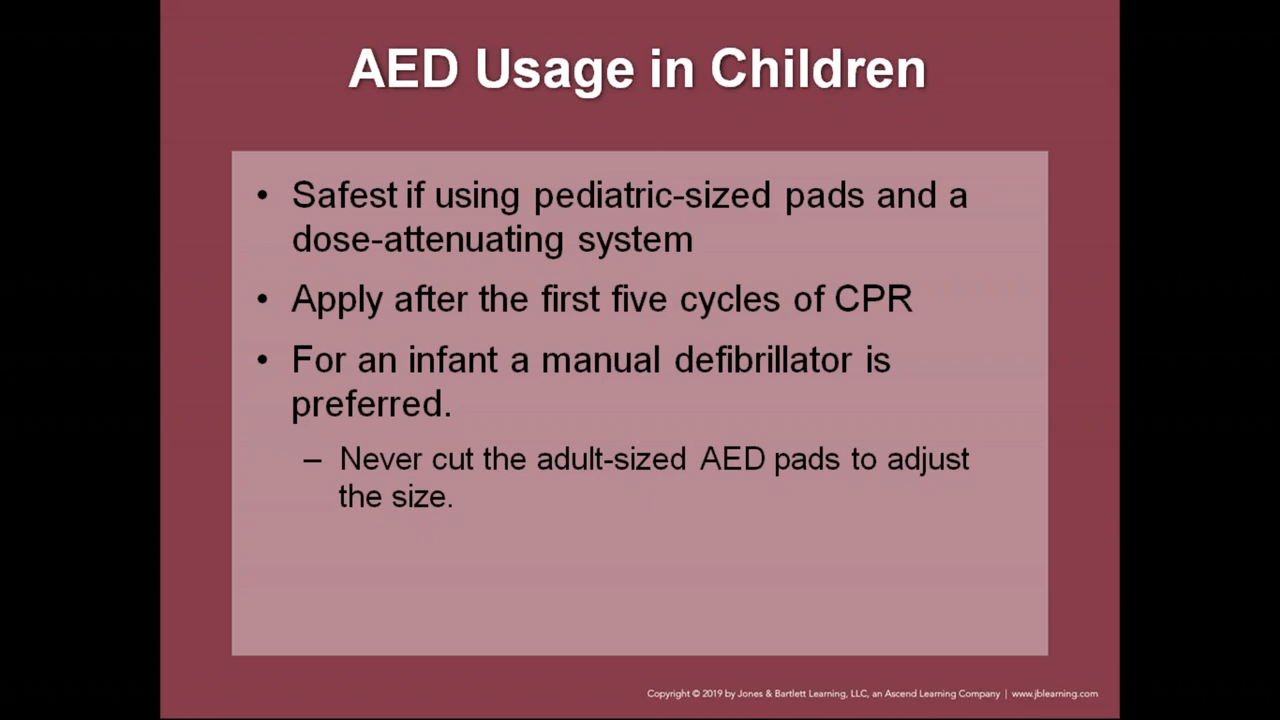 AED Usage in Children
• Safest if using pediatric-sized pads and a
dose-attenuating system
• Apply after the first five cycles of CPR
• For an infant a manual defibrillator is
preferred.
– Never cut the adult-sized AED pads to adjust
the size.
Copyright © 2019 by Jones & Bartlett Learning, LLC, an Ascend Learning Company | www.jblearning.com